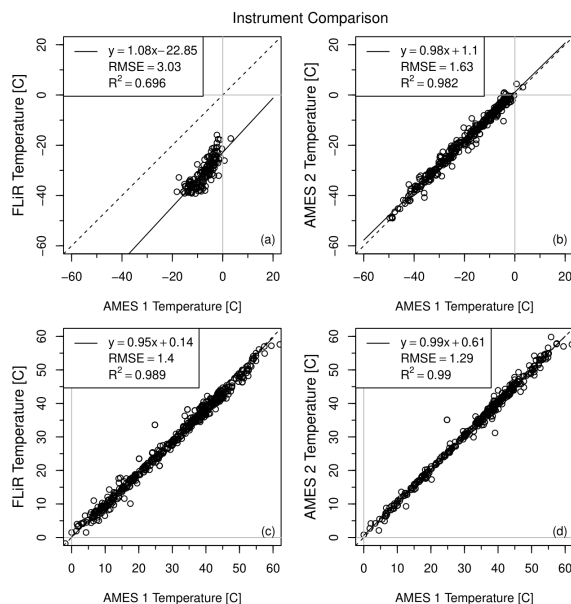 Instrument Comparison
y = 1.08x − 22.85
RMSE = 3.03
R² = 0.696
20
0
−20
−40
−60
FLiR Temperature [C]
(a)
−60 −40 −20 0 20
AMES 1 Temperature [C]
y = 0.98x + 1.1
RMSE = 1.63
R² = 0.982
20
0
−20
−40
−60
AMES 2 Temperature [C]
(b)
−60 −40 −20 0 20
AMES 1 Temperature [C]
y = 0.95x + 0.14
RMSE = 1.4
R² = 0.989
60
50
40
30
20
10
0
FLiR Temperature [C]
(c)
0 10 20 30 40 50 60
AMES 1 Temperature [C]
y = 0.99x + 0.61
RMSE = 1.29
R² = 0.99
60
50
40
30
20
10
0
AMES 2 Temperature [C]
(d)
0 10 20 30 40 50 60
AMES 1 Temperature [C]